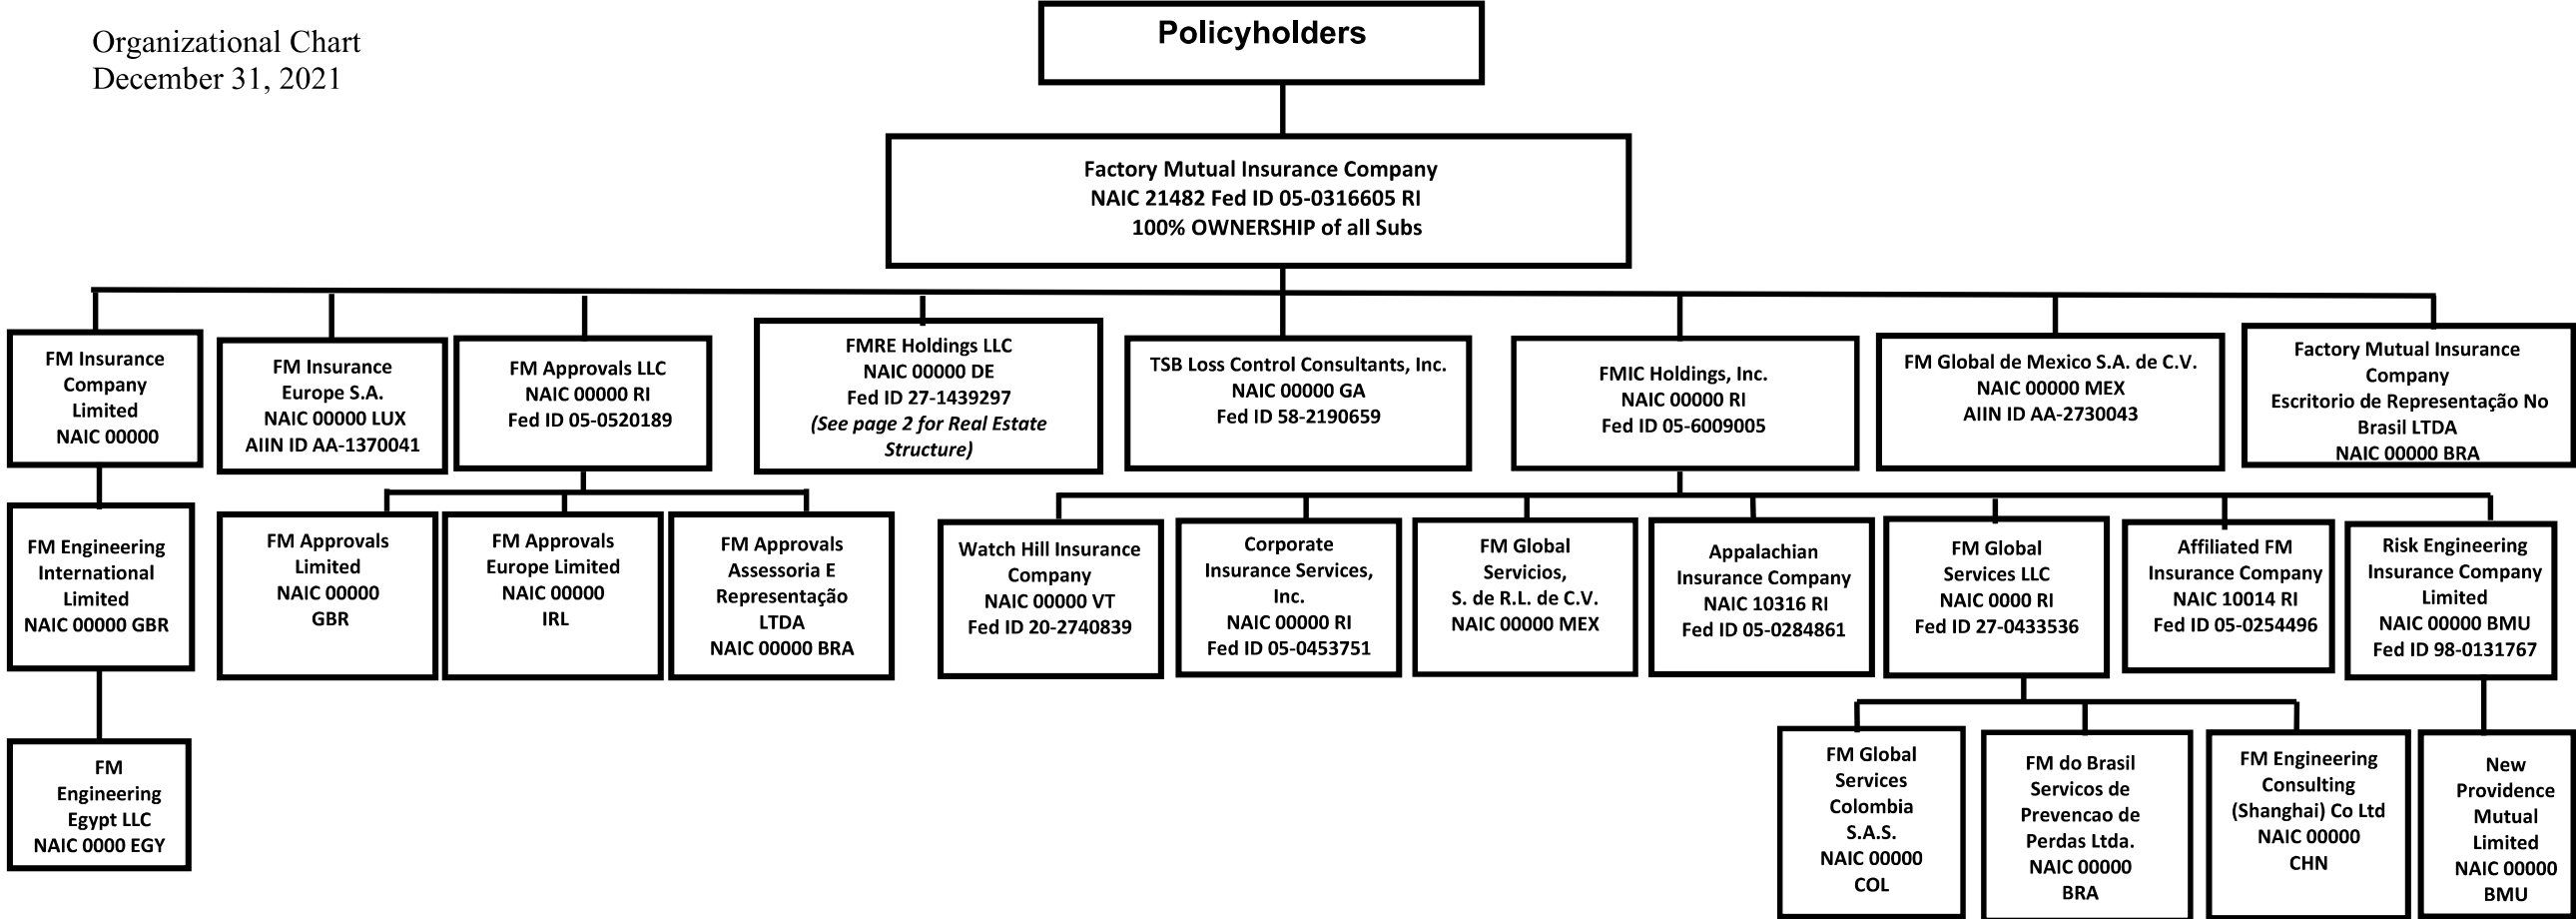 Organizational Chart
December 31, 2021
Policyholders
Factory Mutual Insurance Company
NAIC 21482 Fed ID 05-0316605 RI
100% OWNERSHIP of all Subs
FM Insurance
Company
Limited
NAIC 00000
FM Insurance
Europe S.A.
NAIC 00000 LUX
AIIN ID AA-1370041
FM Approvals LLC
NAIC 00000 RI
Fed ID 05-0520189
FMRE Holdings LLC
NAIC 00000 DE
Fed ID 27-1439297
(See page 2 for Real Estate
Structure)
TSB Loss Control Consultants, Inc.
NAIC 00000 GA
Fed ID 58-2190659
FMIC Holdings, Inc.
NAIC 00000 RI
Fed ID 05-6009005
FM Global de Mexico S.A. de C.V.
NAIC 00000 MEX
AIIN ID AA-2730043
Factory Mutual Insurance
Company
Escritorio de Representação No
Brasil LTDA
NAIC 00000 BRA
FM Engineering
International
Limited
NAIC 00000 GBR
FM Approvals
Limited
NAIC 00000
GBR
FM Approvals
Europe Limited
NAIC 00000
IRL
FM Approvals
Assessoria E
Representação
LTDA
NAIC 00000 BRA
Watch Hill Insurance
Company
NAIC 00000 VT
Fed ID 20-2740839
Corporate
Insurance Services,
Inc.
NAIC 00000 RI
Fed ID 05-0453751
FM Global
Servicios,
S. de R.L. de C.V.
NAIC 00000 MEX
Appalachian
Insurance Company
NAIC 10316 RI
Fed ID 05-0284861
FM Global
Services LLC
NAIC 0000 RI
Fed ID 27-0433536
Affiliated FM
Insurance Company
NAIC 10014 RI
Fed ID 05-0254496
Risk Engineering
Insurance Company
Limited
NAIC 00000 BMU
Fed ID 98-0131767
FM
Engineering
Egypt LLC
NAIC 0000 EGY
FM Global
Services
Colombia
S.A.S.
NAIC 00000
COL
FM do Brasil
Servicos de
Prevencao de
Perdas Ltda.
NAIC 00000
BRA
FM Engineering
Consulting
(Shanghai) Co Ltd
NAIC 00000
CHN
New
Providence
Mutual
Limited
NAIC 00000
BMU